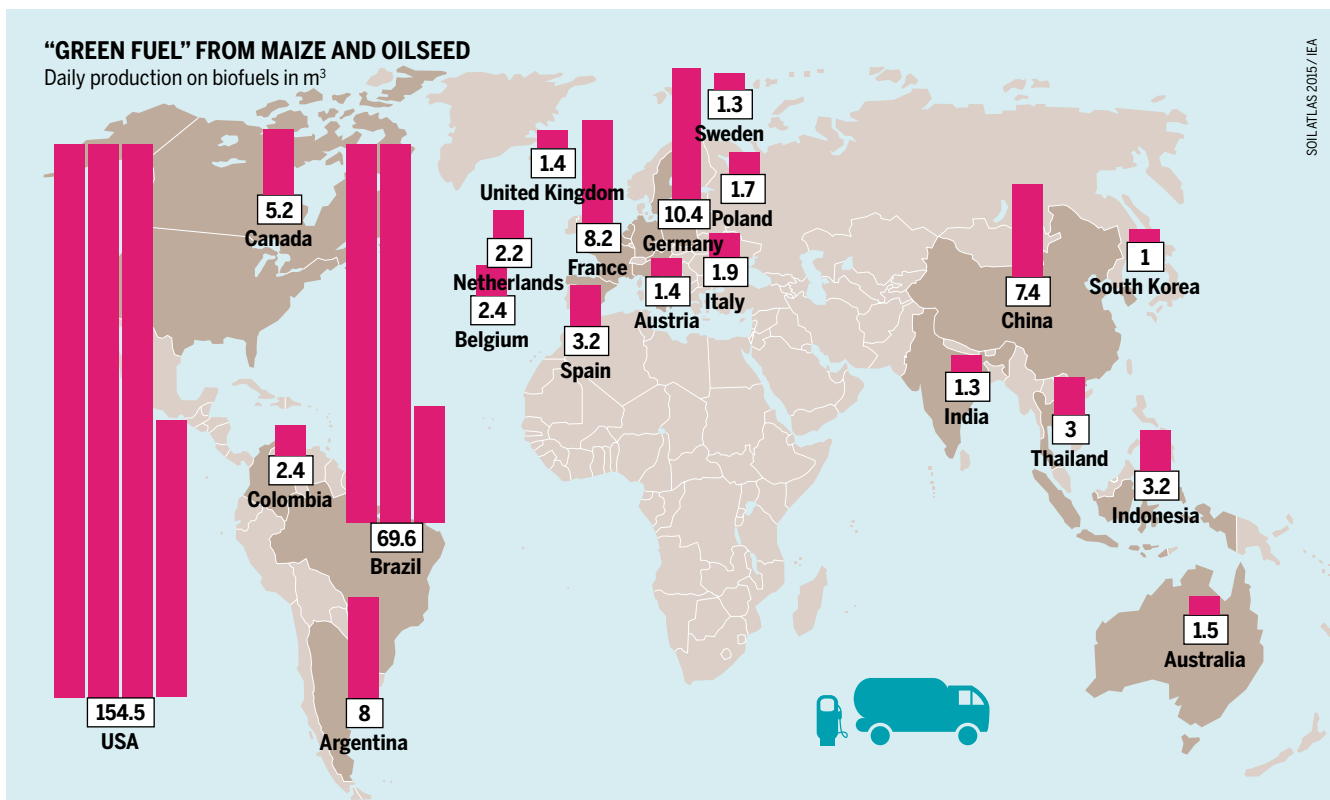 “GREEN FUEL” FROM MAIZE AND OILSEED
Daily production on biofuels in m³
SOIL ATLAS 2015 / IEA
1.3
Sweden
1.4
United Kingdom
1.7
Poland
5.2
Canada
10.4
Germany
8.2
France
2.2
Netherlands
1.9
Italy
1
South Korea
7.4
China
1.4
Austria
2.4
Belgium
3.2
Spain
1.3
India
3
Thailand
2.4
Colombia
3.2
Indonesia
69.6
Brazil
1.5
Australia
154.5
USA
8
Argentina